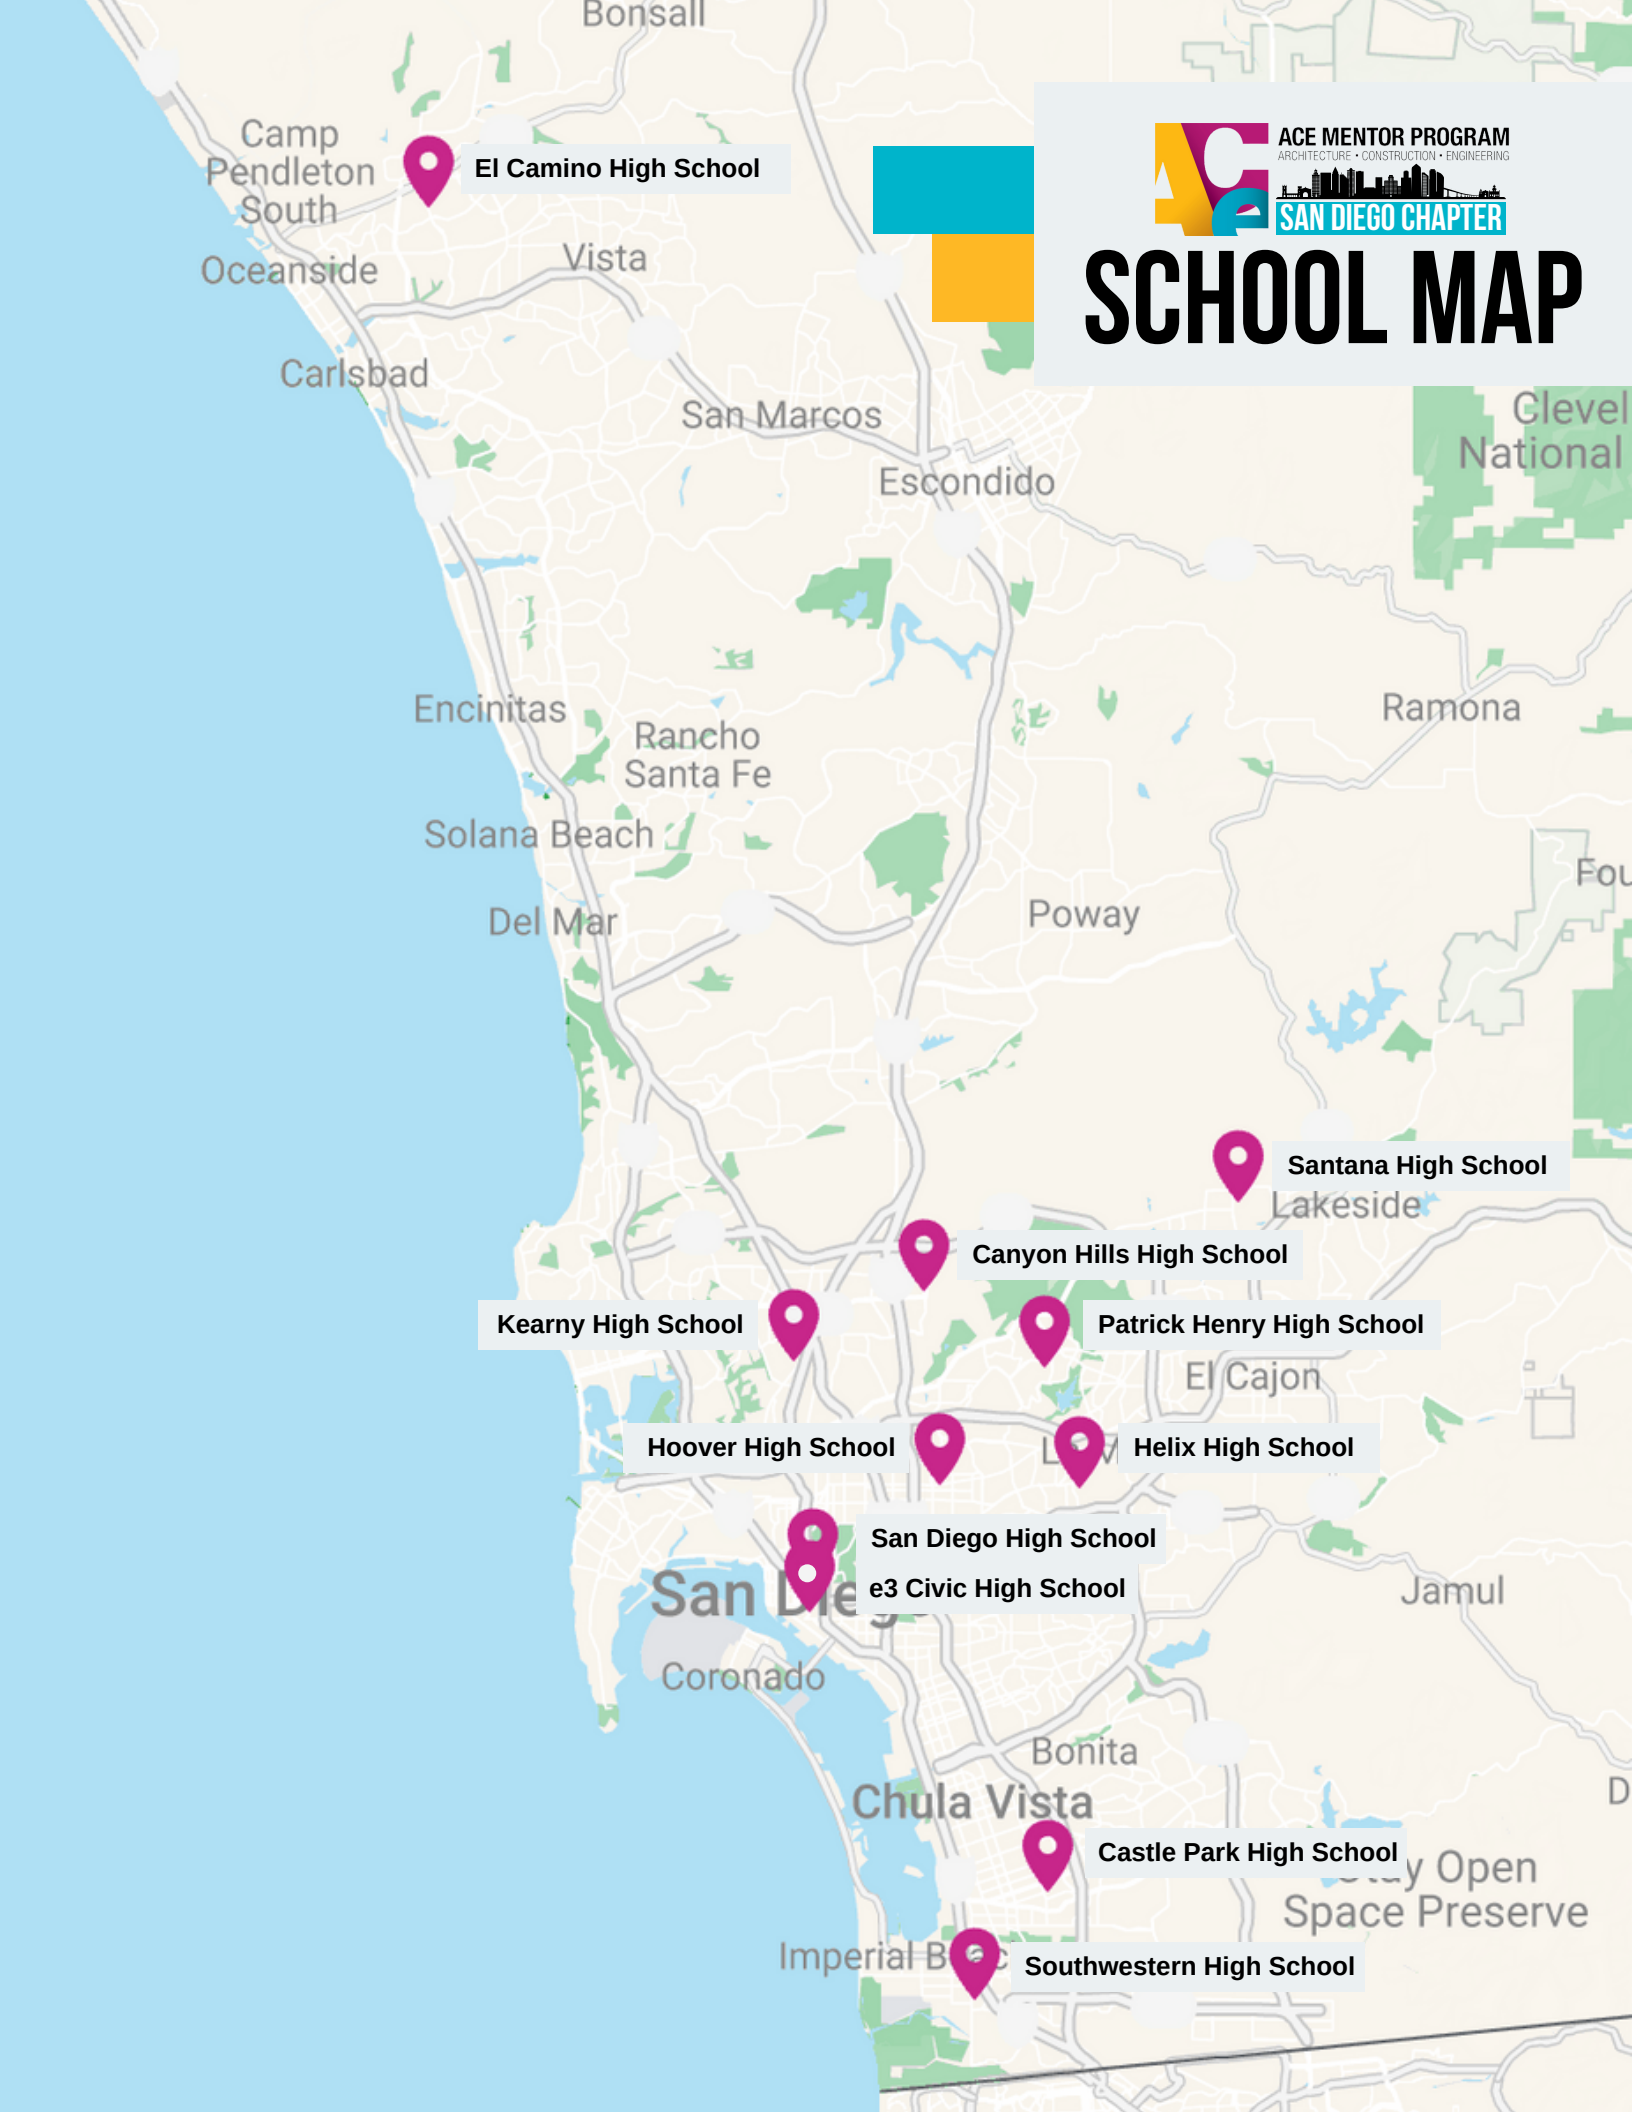 Bonsall
ACE MENTOR PROGRAM
ARCHITECTURE • CONSTRUCTION • ENGINEERING
SAN DIEGO CHAPTER
SCHOOL MAP
Camp
Pendleton
South
El Camino High School
Vista
Oceanside
Carlsbad
San Marcos
Clevel
National
Escondido
Encinitas
Ramona
Rancho
Santa Fe
Solana Beach
Fou
Del Mar
Poway
Santana High School
Lakeside
Canyon Hills High School
Kearny High School
Patrick Henry High School
El Cajon
Hoover High School
Helix High School
San Diego High School
e3 Civic High School
San Diego
Jamul
Coronado
Bonita
Chula Vista
D
Castle Park High School
y Open
Space Preserve
Imperial Beac
Southwestern High School